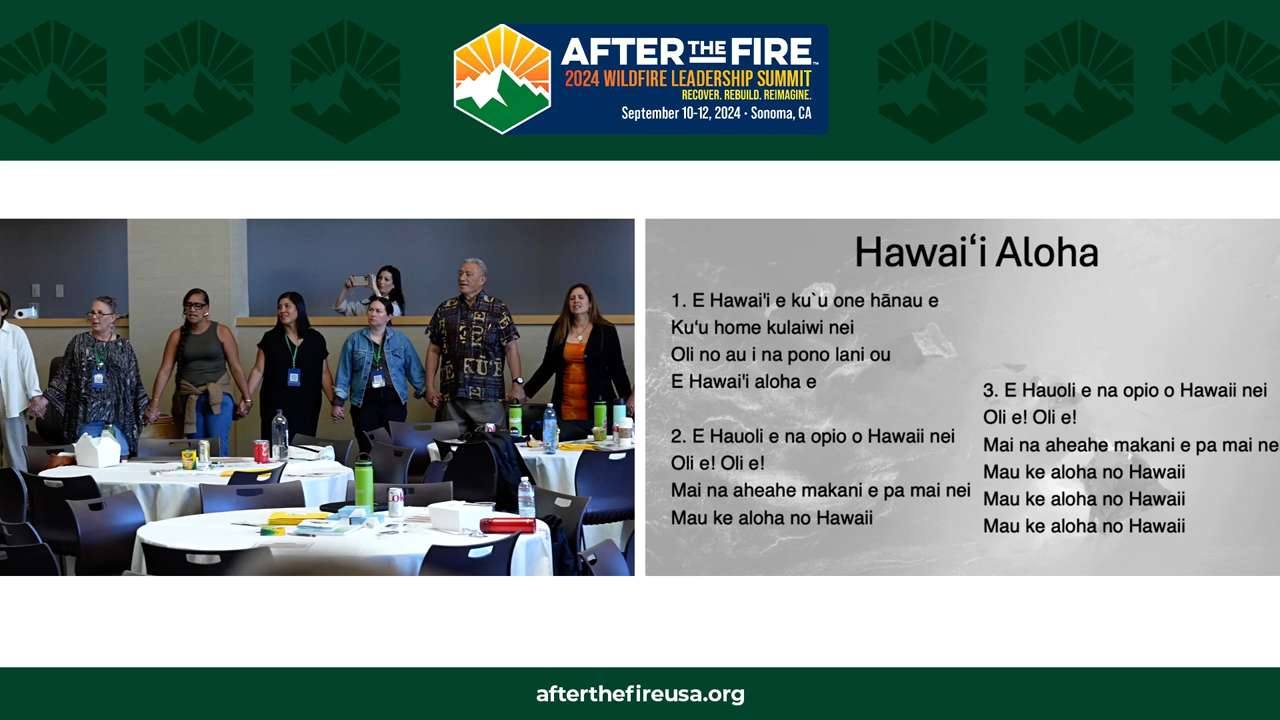 AFTER THE FIRE™
2024 WILDFIRE LEADERSHIP SUMMIT
RECOVER. REBUILD. REIMAGINE.
September 10-12, 2024 • Sonoma, CA
Hawaiʻi Aloha
1. E Hawai'i e ku`u one hānau e
Ku‘u home kulaiwi nei
Oli no au i na pono lani ou
E Hawai'i aloha e
2. E Hauoli e na opio o Hawaii nei
Oli e! Oli e!
Mai na aheahe makani e pa mai nei
Mau ke aloha no Hawaii
3. E Hauoli e na opio o Hawaii nei
Oli e! Oli e!
Mai na aheahe makani e pa mai ne
Mau ke aloha no Hawaii
Mau ke aloha no Hawaii
Mau ke aloha no Hawaii
KŪʻE
KŪʻE
Coke
afterthefireusa.org